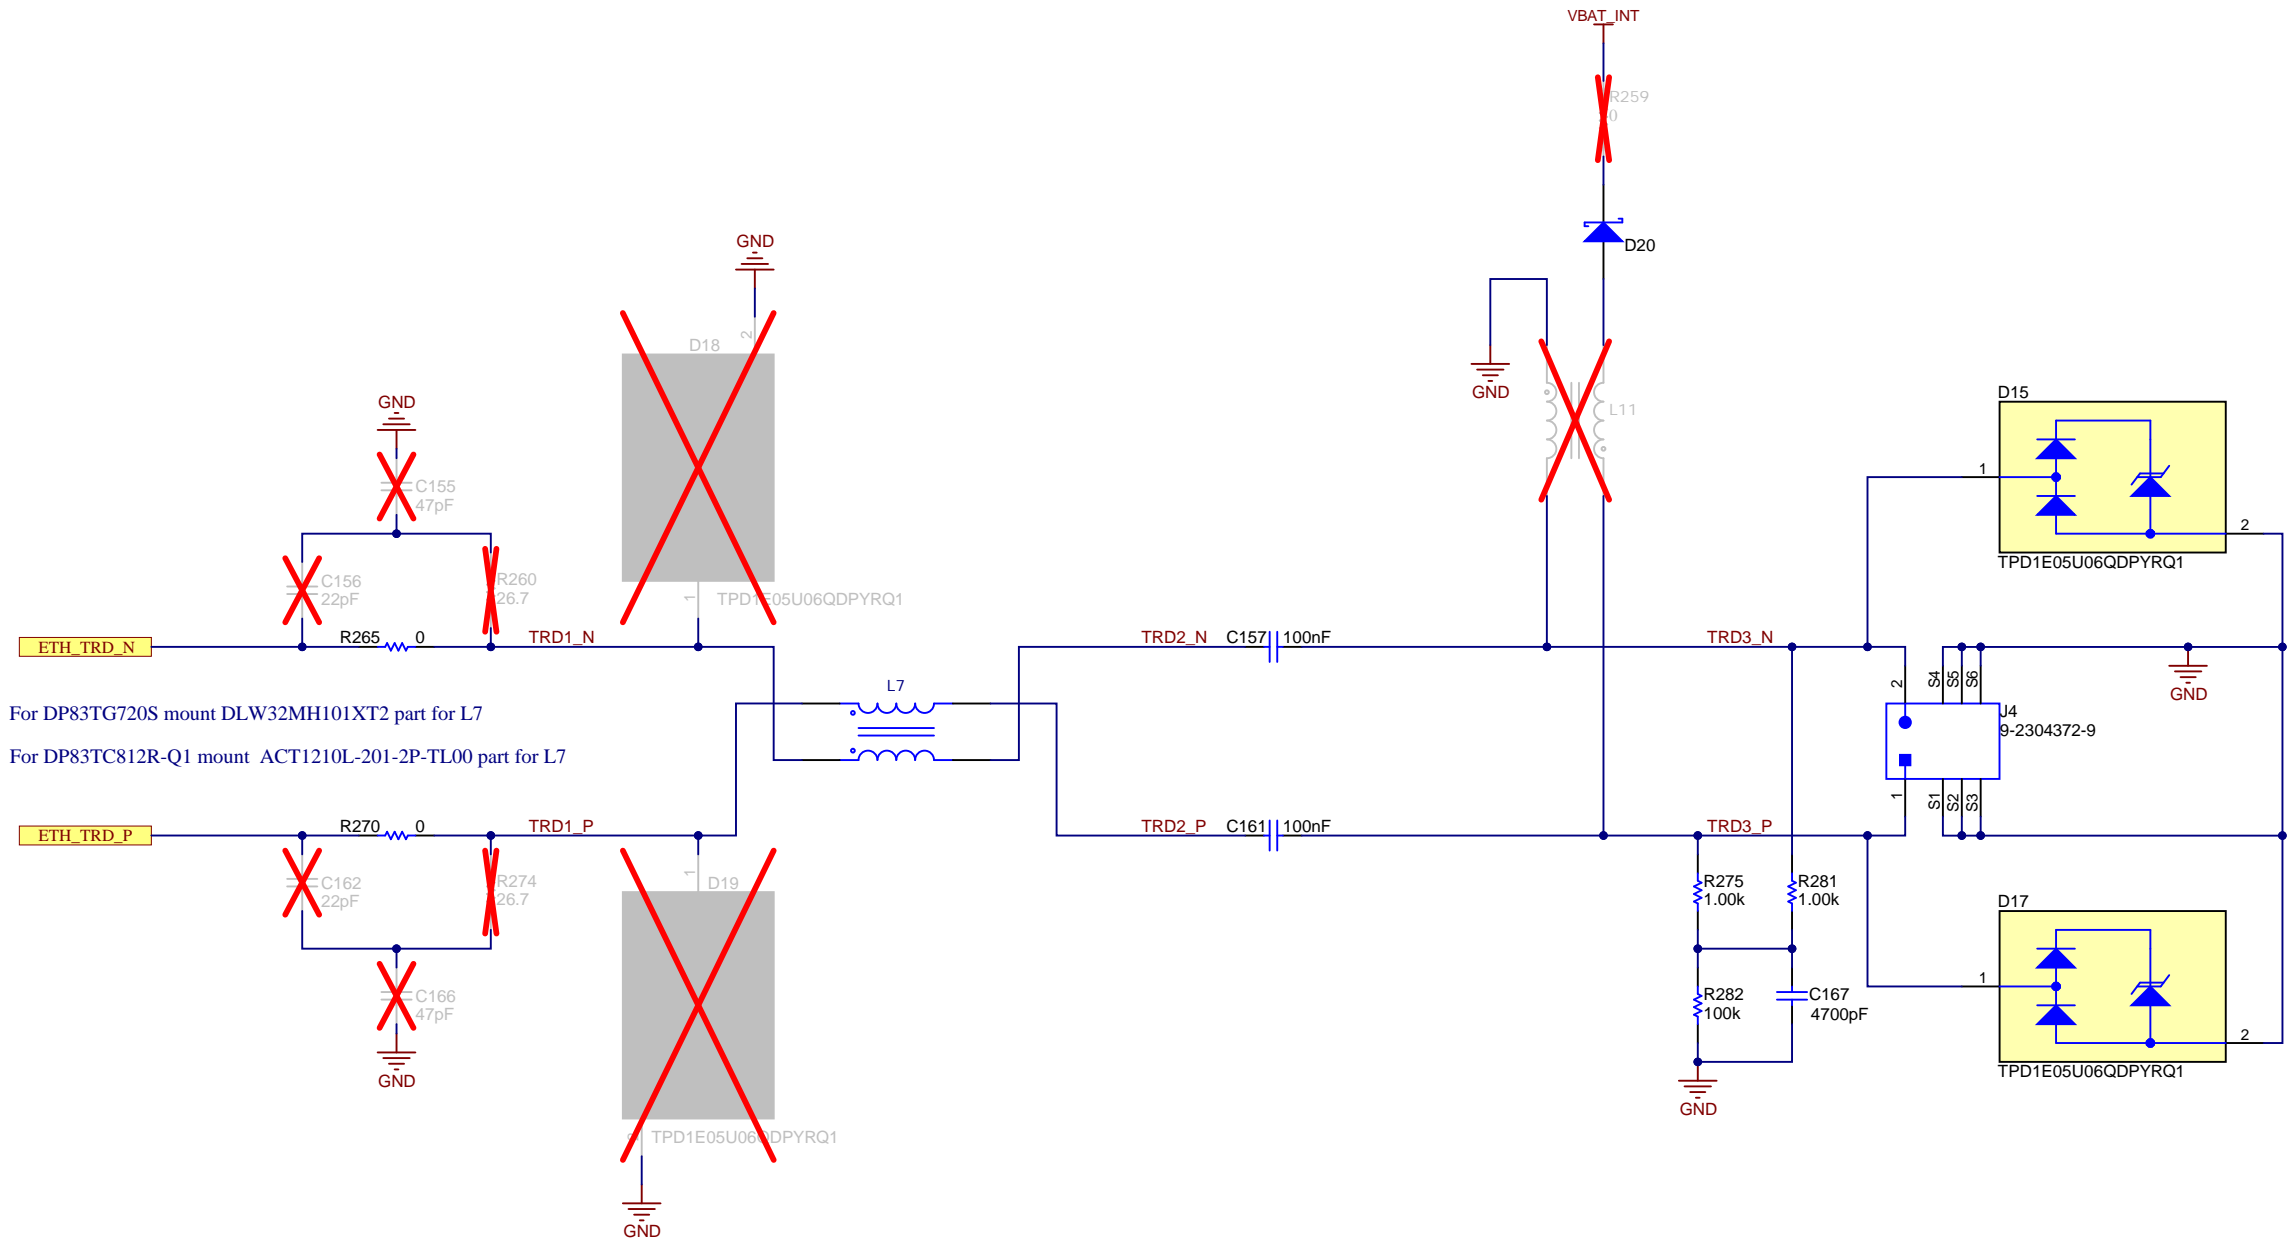 VBAT_INT
R259
0
D20
GND
D18
2
GND
L11
D15
GND
C155
47pF
1
2
TPD1E05U06QDPYRQ1
C156
22pF
R260
26.7
1
TPD1E05U06QDPYRQ1
ETH_TRD_N
R265
0
TRD1_N
TRD2_N
C157
100nF
TRD3_N
2
S4
S5
S6
GND
L7
For DP83TG720S mount DLW32MH101XT2 part for L7
J4
9-2304372-9
For DP83TC812R-Q1 mount  ACT1210L-201-2P-TL00 part for L7
1
S1
S2
S3
ETH_TRD_P
R270
0
TRD1_P
TRD2_P
C161
100nF
TRD3_P
C162
22pF
R274
26.7
1
D19
R275
1.00k
R281
1.00k
D17
C166
47pF
R282
100k
C167
4700pF
1
2
TPD1E05U06QDPYRQ1
GND
GND
TPD1E05U06QDPYRQ1
GND